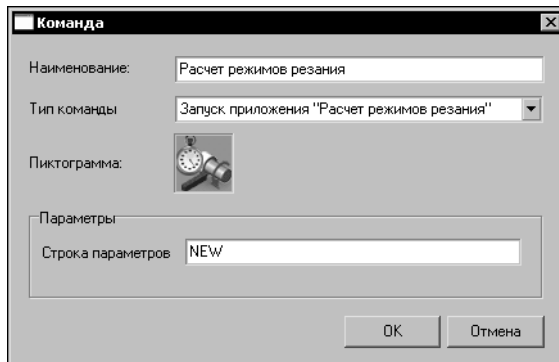 Команда
Наименование:
Расчет режимов резания
Тип команды
Запуск приложения "Расчет режимов резания"
Пиктограмма:
Параметры
Строка параметров
NEW
OK
Отмена